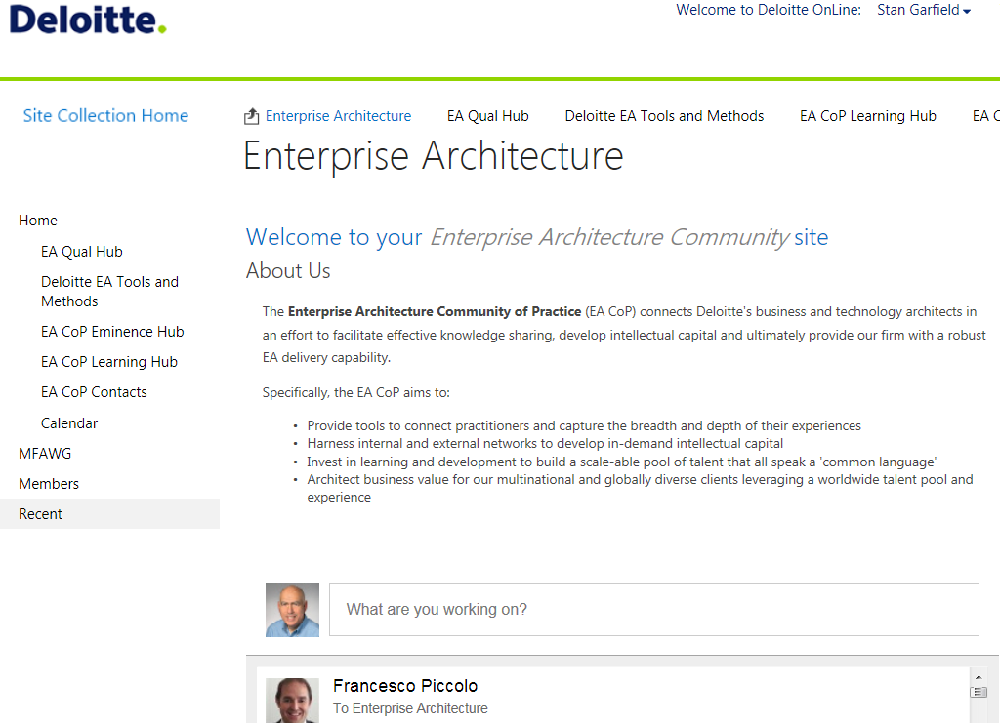 Deloitte.
Welcome to Deloitte OnLine: Stan Garfield
Site Collection Home
Enterprise Architecture EA Qual Hub Deloitte EA Tools and Methods EA CoP Learning Hub EA C
Enterprise Architecture
Home
EA Qual Hub
Deloitte EA Tools and
Methods
EA CoP Eminence Hub
EA CoP Learning Hub
EA CoP Contacts
Calendar
MFAWG
Members
Recent
Welcome to your Enterprise Architecture Community site
About Us
The Enterprise Architecture Community of Practice (EA CoP) connects Deloitte's business and technology architects in
an effort to facilitate effective knowledge sharing, develop intellectual capital and ultimately provide our firm with a robust
EA delivery capability.
Specifically, the EA CoP aims to:
• Provide tools to connect practitioners and capture the breadth and depth of their experiences
• Harness internal and external networks to develop in-demand intellectual capital
• Invest in learning and development to build a scale-able pool of talent that all speak a 'common language'
• Architect business value for our multinational and globally diverse clients leveraging a worldwide talent pool and
experience
What are you working on?
Francesco Piccolo
To Enterprise Architecture